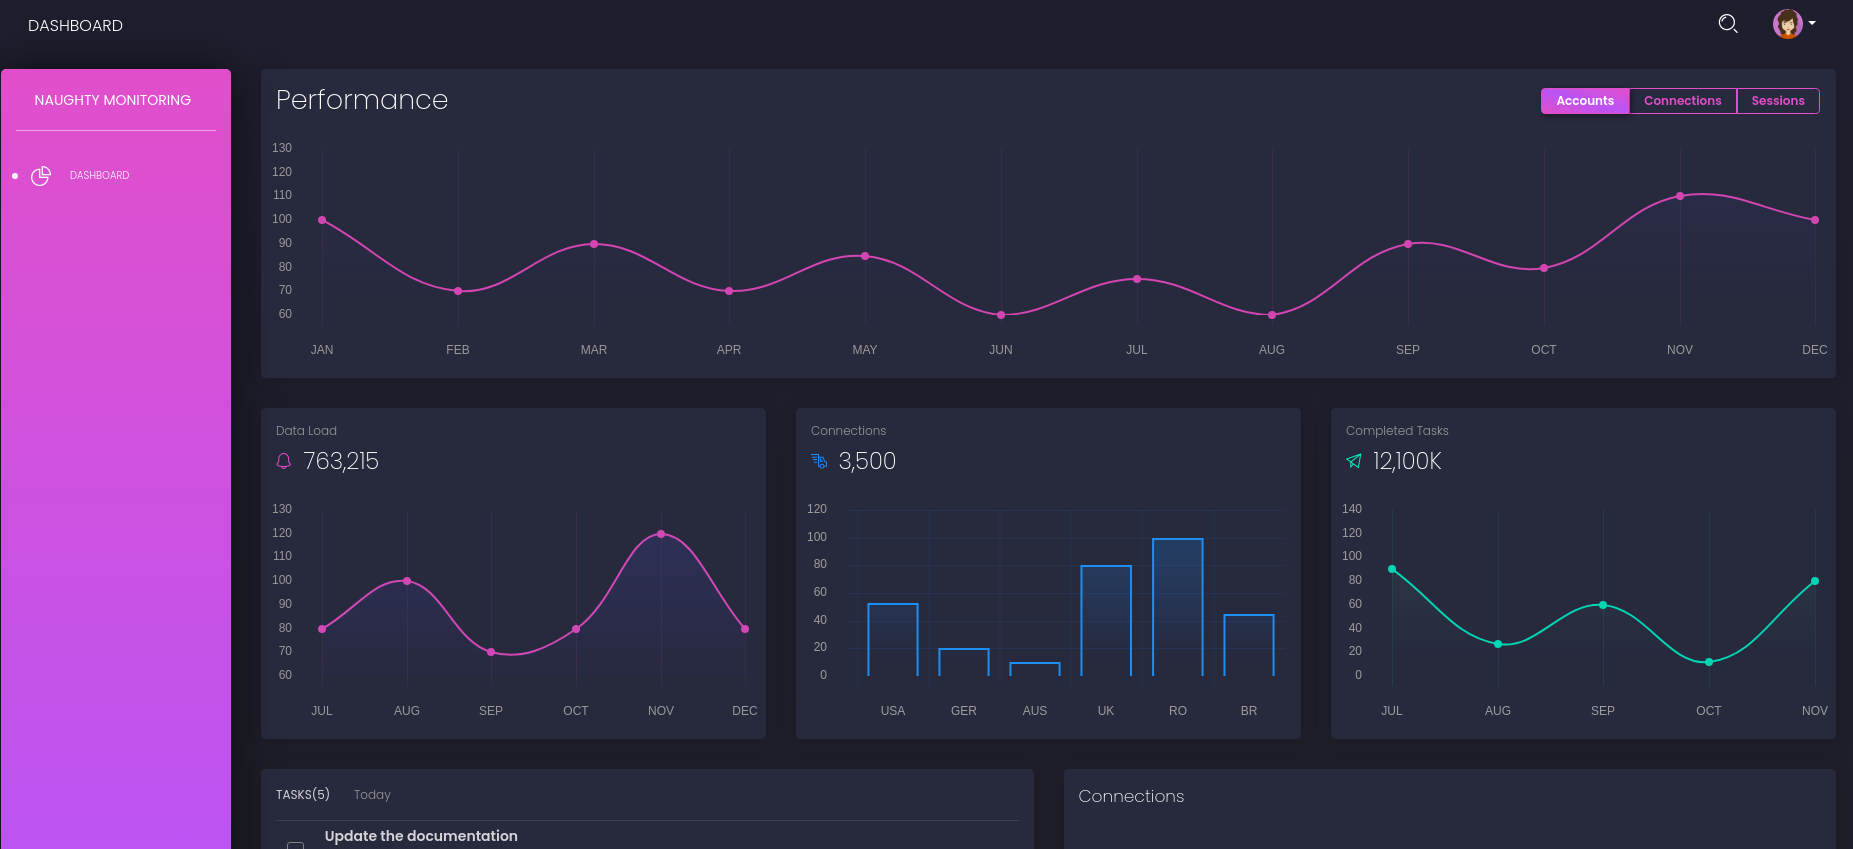 DASHBOARD
NAUGHTY MONITORING
DASHBOARD
Performance
Accounts Connections Sessions
130
120
110
100
90
80
70
60
JAN FEB MAR APR MAY JUN JUL AUG SEP OCT NOV DEC
Data Load
763,215
130
120
110
100
90
80
70
60
JUL AUG SEP OCT NOV DEC
Connections
3,500
120
100
80
60
40
20
0
USA GER AUS UK RO BR
Completed Tasks
12,100K
140
120
100
80
60
40
20
0
JUL AUG SEP OCT NOV
TASKS(5) Today
Update the documentation
Connections